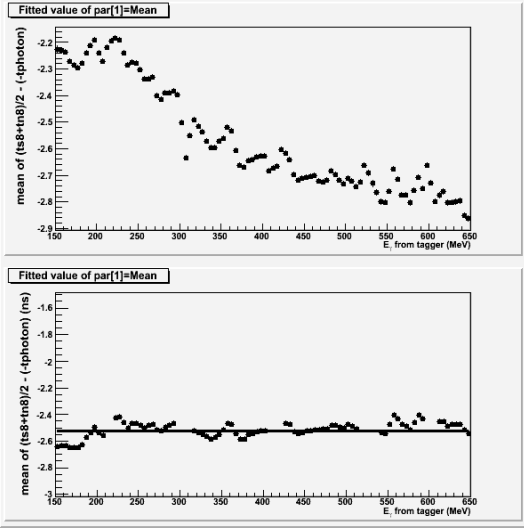 Fitted value of par[1]=Mean
mean of (ts8+tn8)/2 - (-tphoton)
-2.2
-2.3
-2.4
-2.5
-2.6
-2.7
-2.8
-2.9
150 200 250 300 350 400 450 500 550 600 650
E from tagger (MeV)
Fitted value of par[1]=Mean
mean of (ts8+tn8)/2 - (-tphoton) (ns)
-1.6
-1.8
-2
-2.2
-2.4
-2.6
-2.8
-3
150 200 250 300 350 400 450 500 550 600 650
E from tagger (MeV)